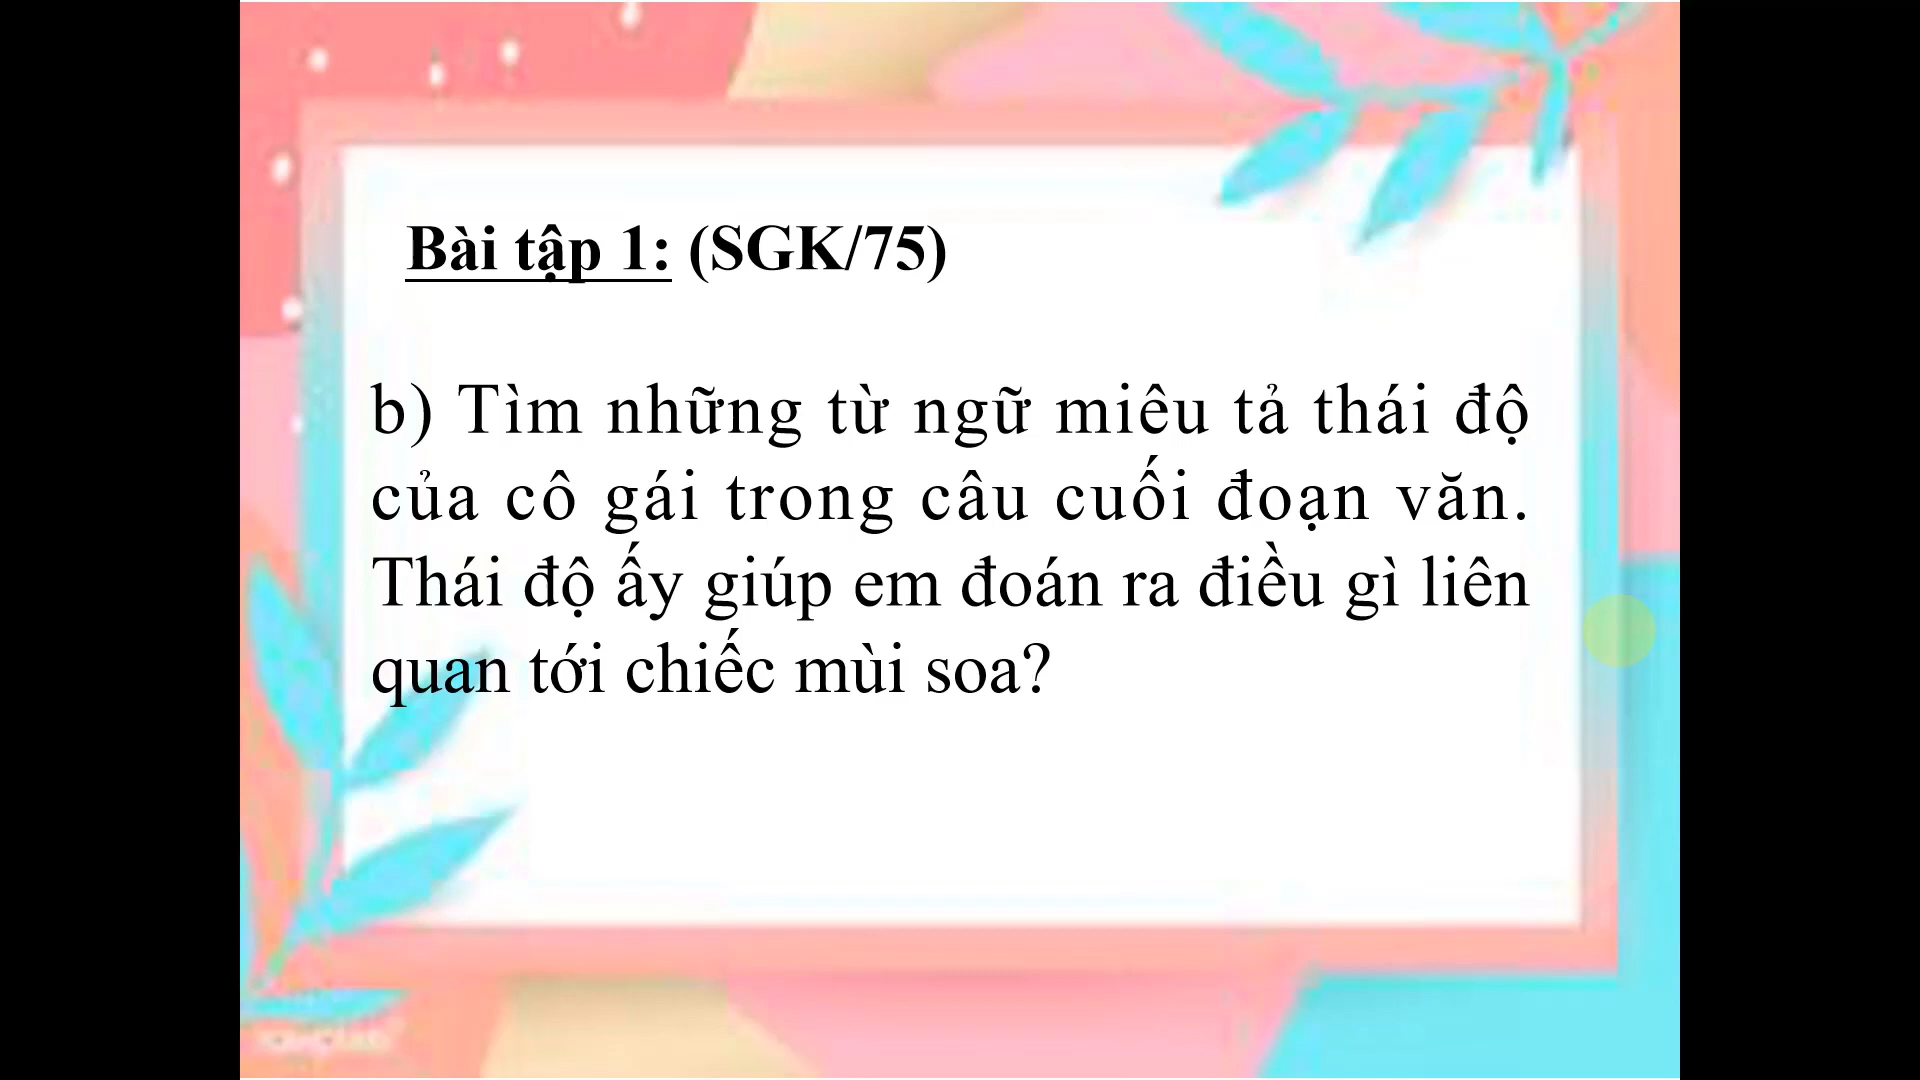 Bài tập 1: (SGK/75)
b) Tìm những từ ngữ miêu tả thái độ
của cô gái trong câu cuối đoạn văn.
Thái độ ấy giúp em đoán ra điều gì liên
quan tới chiếc mùi soa?